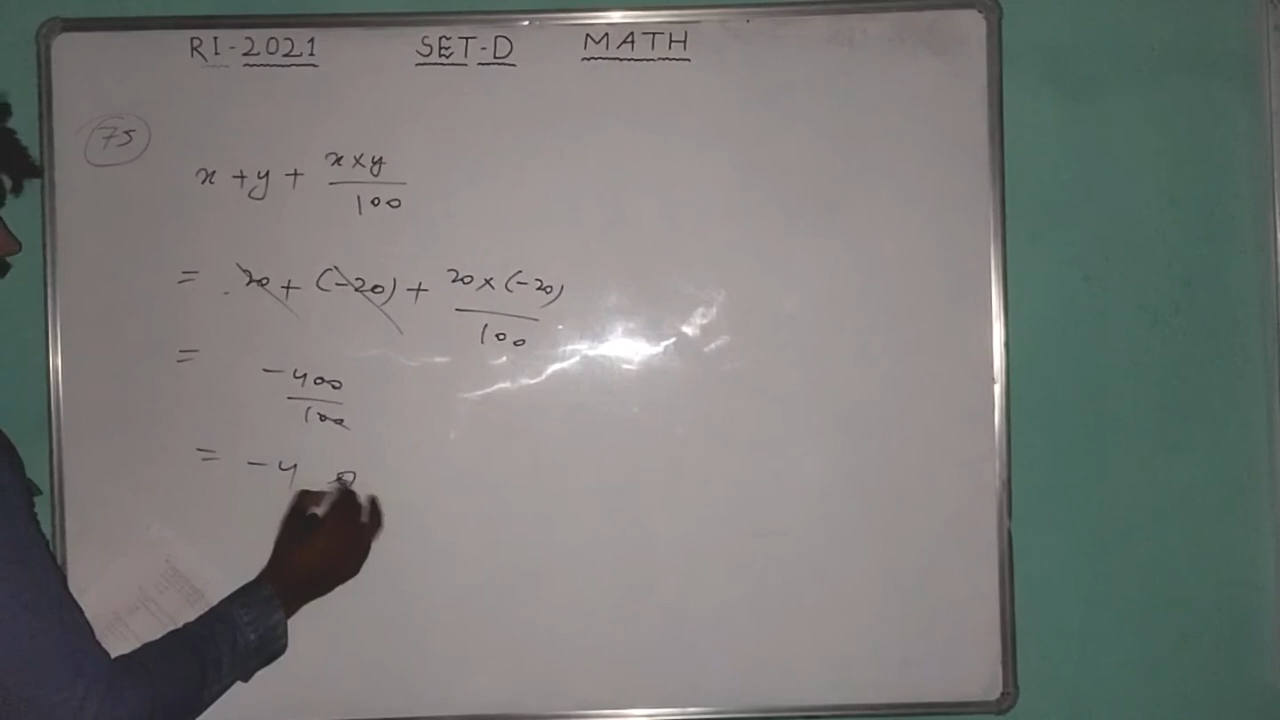 RI-2021 SET-D MATH
75
x + y + x×y/100
= 20 + (-20) + 20×(-20)/100
= -400/100
= -4